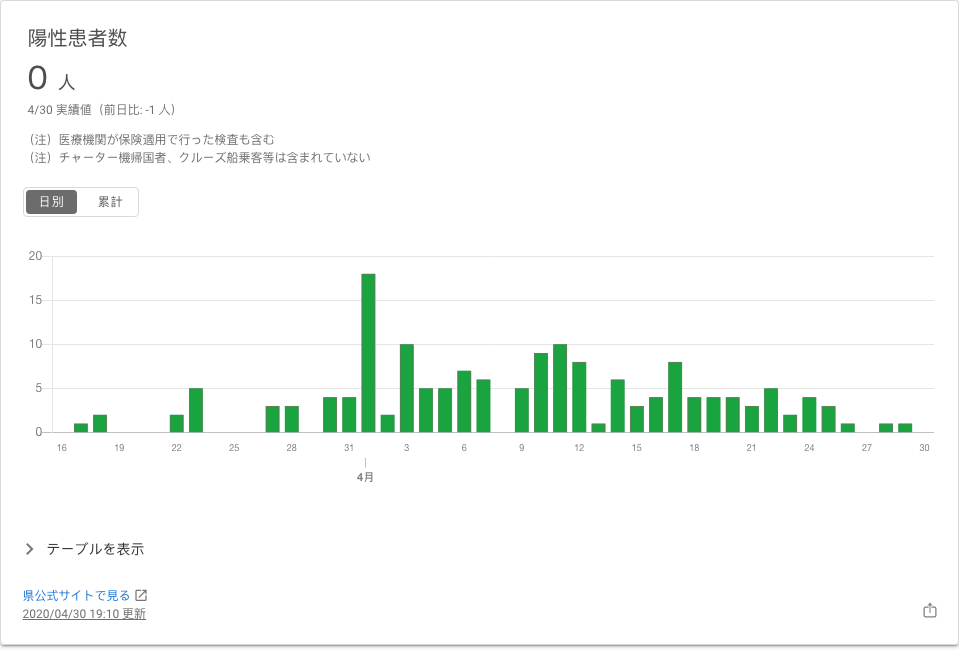 陽性患者数
0 人
4/30 実績値（前日比: -1 人）
（注）医療機関が保険適用で行った検査も含む
（注）チャーター機帰国者、クルーズ船乗客等は含まれていない
日別 累計
20
15
10
5
0
16 19 22 25 28 31 3 6 9 12 15 18 21 24 27 30
4月
テーブルを表示
県公式サイトで見る
2020/04/30 19:10 更新